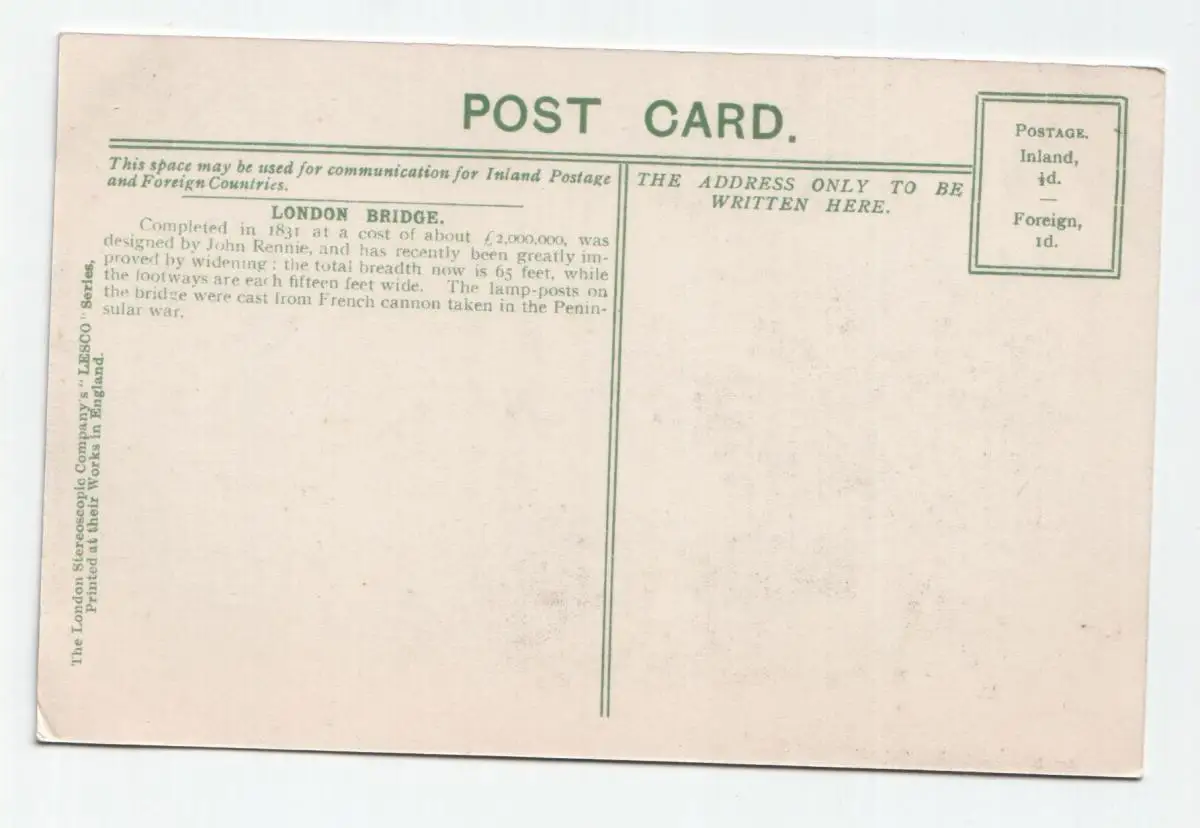 POST CARD.
POSTAGE.
Inland,
½d.
Foreign,
1d.
This space may be used for communication for Inland Postage
and Foreign Countries.
THE ADDRESS ONLY TO BE
WRITTEN HERE.
LONDON BRIDGE.
Completed in 1831 at a cost of about £2,000,000, was
designed by John Rennie, and has recently been greatly im-
proved by widening; the total breadth now is 65 feet, while
the footways are each fifteen feet wide. The lamp-posts on
the bridge were cast from French cannon taken in the Penin-
sular war.
The London Stereoscopic Company's "LESCO" Series,
Printed at their Works in England.